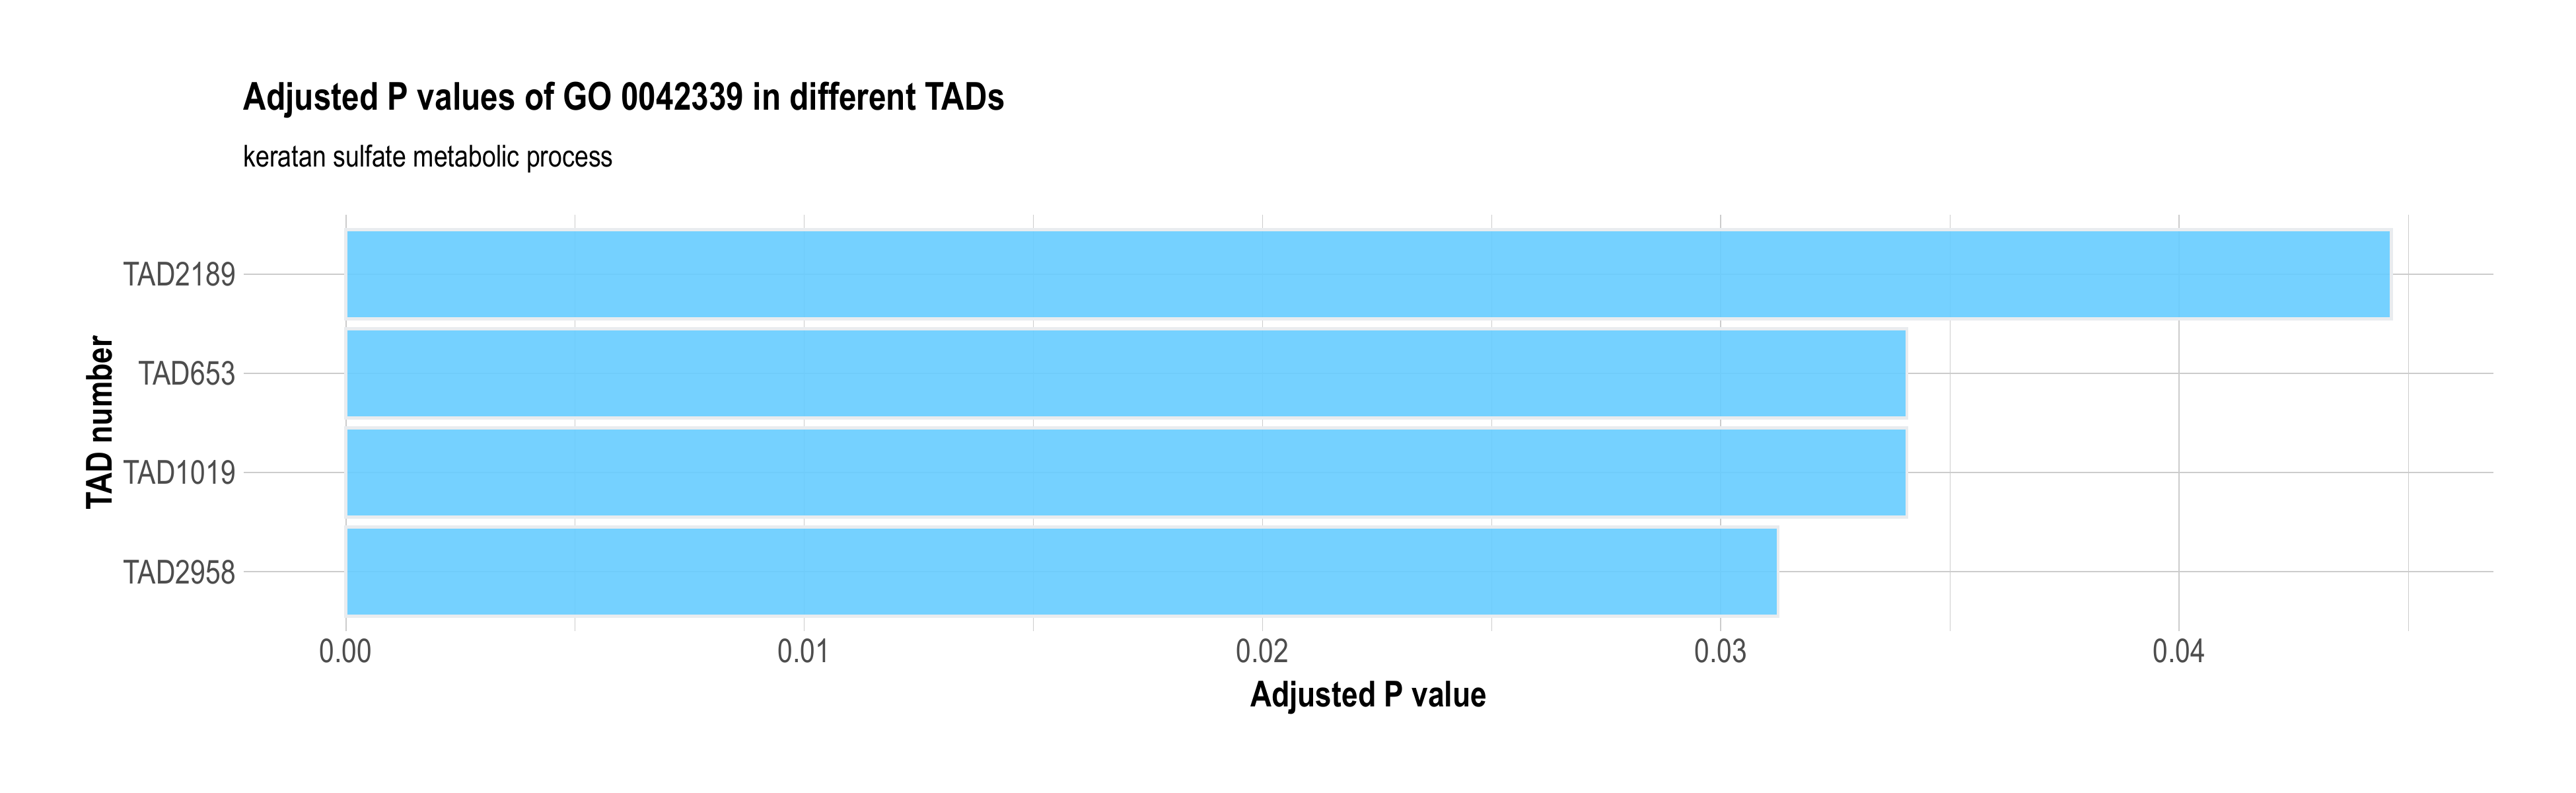 Adjusted P values of GO 0042339 in different TADs
keratan sulfate metabolic process
TAD number
TAD2189
TAD653
TAD1019
TAD2958
0.00 0.01 0.02 0.03 0.04
Adjusted P value